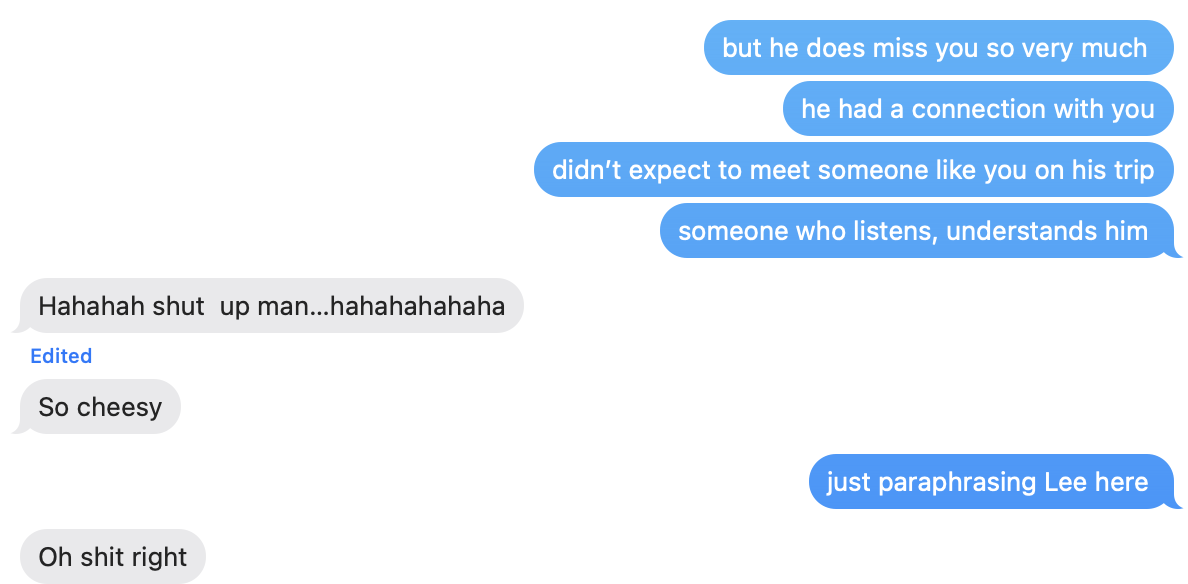 but he does miss you so very much
he had a connection with you
didn’t expect to meet someone like you on his trip
someone who listens, understands him
Hahahah shut  up man...hahahahahaha
Edited
So cheesy
just paraphrasing Lee here
Oh shit right